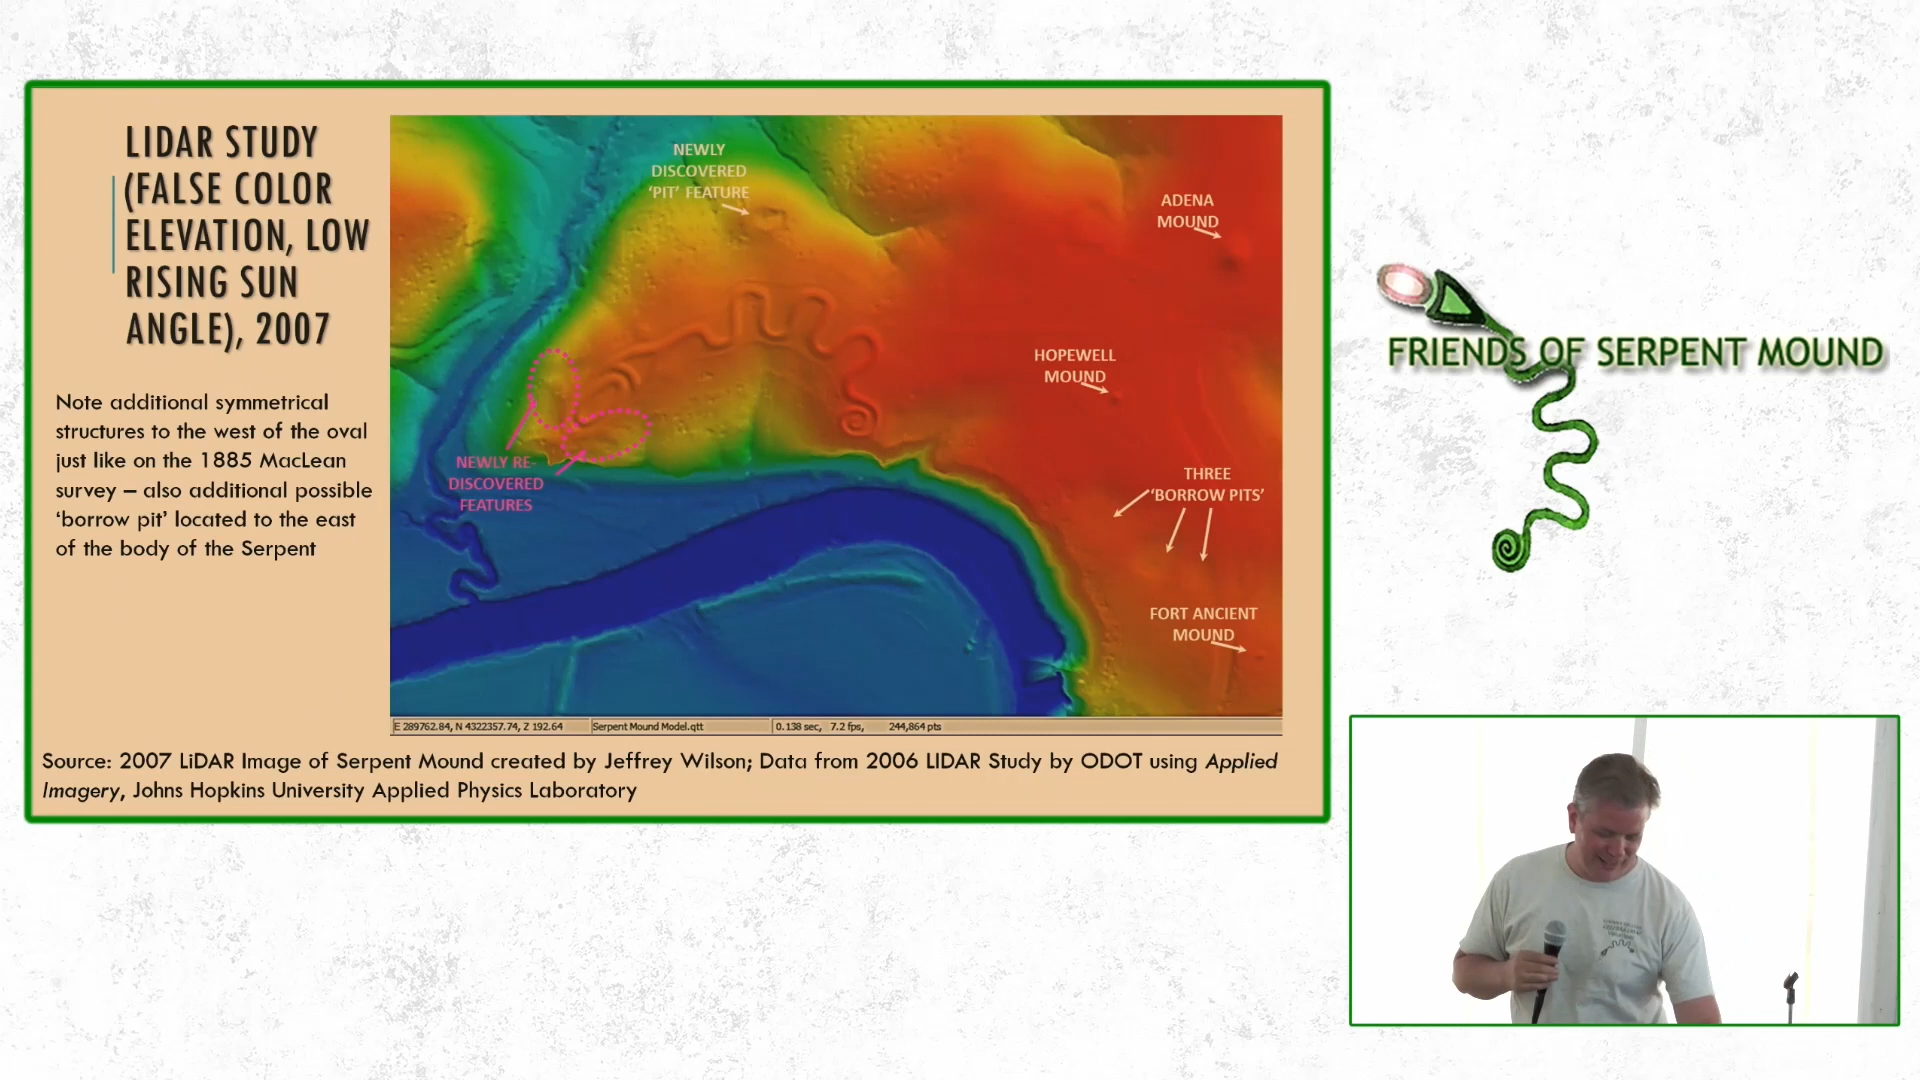 LIDAR STUDY
(FALSE COLOR
ELEVATION, LOW
RISING SUN
ANGLE), 2007
Note additional symmetrical
structures to the west of the oval
just like on the 1885 MacLean
survey – also additional possible
‘borrow pit’ located to the east
of the body of the Serpent
NEWLY
DISCOVERED
‘PIT’ FEATURE
ADENA
MOUND
HOPEWELL
MOUND
NEWLY RE-
DISCOVERED
FEATURES
THREE
‘BORROW PITS’
FORT ANCIENT
MOUND
E 289762.84, N 4322357.74, Z 192.64 Serpent Mound Model.qtt 0.138 sec, 7.2 fps, 244,864 pts
Source: 2007 LiDAR Image of Serpent Mound created by Jeffrey Wilson; Data from 2006 LIDAR Study by ODOT using Applied
Imagery, Johns Hopkins University Applied Physics Laboratory
FRIENDS OF SERPENT MOUND